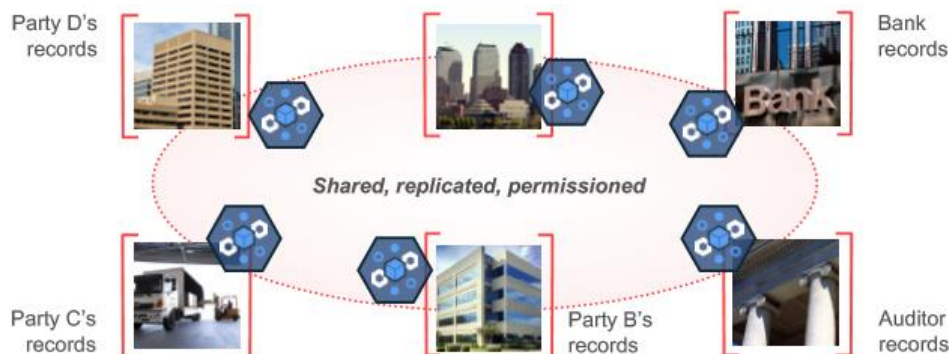 Party D's
records
Bank
records
Bank
Shared, replicated, permissioned
Party C's
records
Party B's
records
Auditor
records